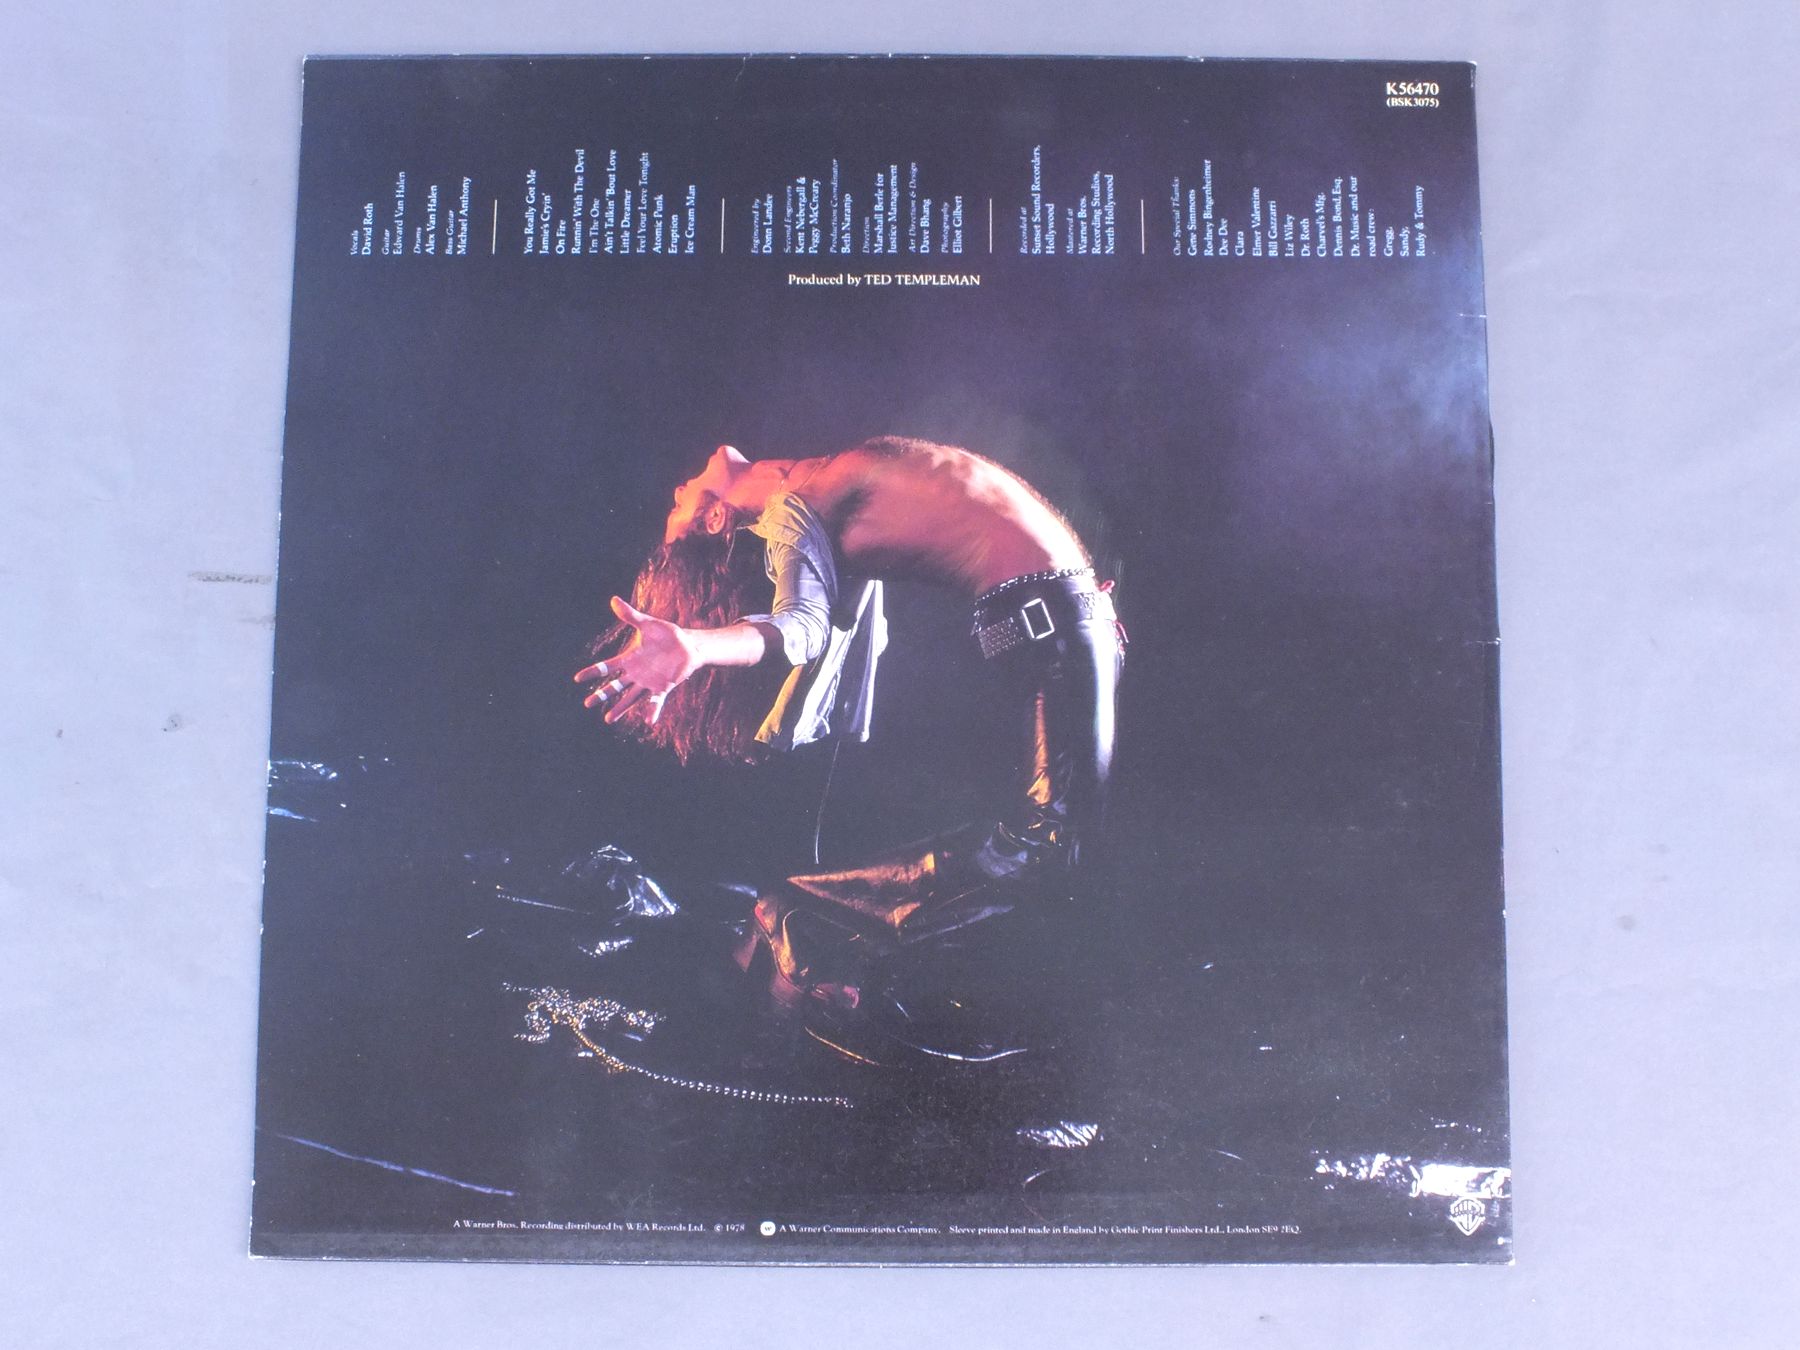 K56470
(BSK3075)
Vocals
David Roth
Guitar
Edward Van Halen
Drums
Alex Van Halen
Bass Guitar
Michael Anthony
You Really Got Me
Jamie's Cryin'
On Fire
Runnin' With The Devil
I'm The One
Ain't Talkin' 'Bout Love
Little Dreamer
Feel Your Love Tonight
Atomic Punk
Eruption
Ice Cream Man
Engineered by
Donn Landee
Second Engineers
Kent Nebergall &
Peggy McCreary
Production Coordinator
Beth Naranjo
Direction
Marshall Berle for
Justice Management
Art Direction & Design
Dave Bhang
Photography
Elliot Gilbert
Recorded at
Sunset Sound Recorders,
Hollywood
Mastered at
Warner Bros.
Recording Studios,
North Hollywood
Our Special Thanks:
Gene Simmons
Rodney Bingenheimer
Dee Dee
Clara
Elmer Valentine
Bill Gazzarri
Liz Wiley
Dr. Roth
Charvel's Mfg.
Dennis Bond, Esq.
Dr. Music and our
road crew:
Gregg,
Sandy,
Rudy & Tommy
Produced by TED TEMPLEMAN
A Warner Bros. Recording distributed by WEA Records Ltd. © 1978 A Warner Communications Company. Sleeve printed and made in England by Gothic Print Finishers Ltd., London SE9 2EQ.